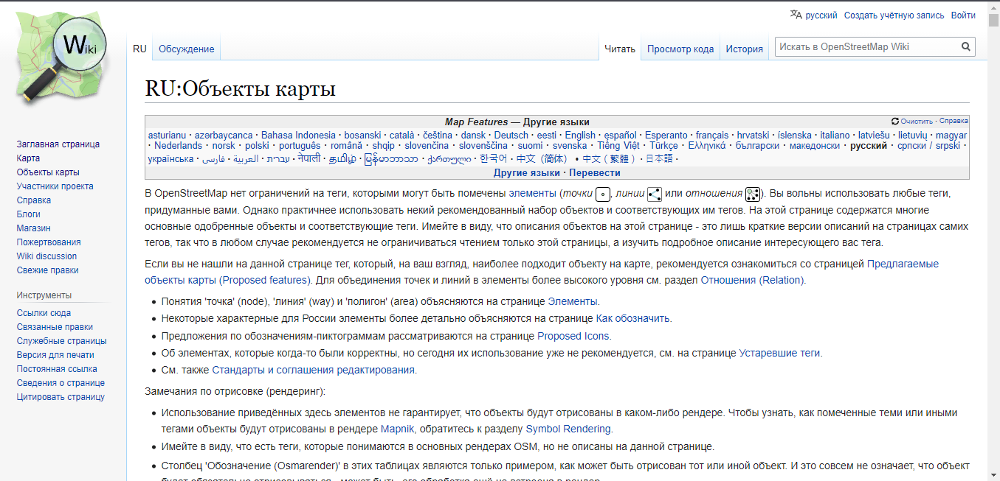 русский Создать учётную запись Войти
Wiki
RU Обсуждение Читать Просмотр кода История Искать в OpenStreetMap Wiki
RU:Объекты карты
Заглавная страница
Карта
Объекты карты
Участники проекта
Справка
Блоги
Магазин
Пожертвования
Wiki discussion
Свежие правки
Инструменты
Ссылки сюда
Связанные правки
Служебные страницы
Версия для печати
Постоянная ссылка
Сведения о странице
Цитировать страницу
Map Features — Другие языки Очистить · Справка
asturianu · azərbaycanca · Bahasa Indonesia · bosanski · català · čeština · dansk · Deutsch · eesti · English · español · Esperanto · français · hrvatski · íslenska · italiano · latviešu · lietuvių · magyar
· Nederlands · norsk · polski · português · română · shqip · slovenčina · slovenščina · suomi · svenska · Tiếng Việt · Türkçe · Ελληνικά · български · македонски · русский · српски / srpski ·
українська · עברית · العربية · فارسی · नेपाली · தமிழ் · မြန်မာဘာသာ · ქართული · 한국어 · 中文（简体） · 中文（繁體） · 日本語 ·
Другие языки · Перевести
В OpenStreetMap нет ограничений на теги, которыми могут быть помечены элементы (точки , линии или отношения ). Вы вольны использовать любые теги,
придуманные вами. Однако практичнее использовать некий рекомендованный набор объектов и соответствующих им тегов. На этой странице содержатся многие
основные одобренные объекты и соответствующие теги. Имейте в виду, что описания объектов на этой странице - это лишь краткие версии описаний на страницах самих
тегов, так что в любом случае рекомендуется не ограничиваться чтением только этой страницы, а изучить подробное описание интересующего вас тега.
Если вы не нашли на данной странице тег, который, на ваш взгляд, наиболее подходит объекту на карте, рекомендуется ознакомиться со страницей Предлагаемые
объекты карты (Proposed features). Для объединения точек и линий в элементы более высокого уровня см. раздел Отношения (Relation).
• Понятия 'точка' (node), 'линия' (way) и 'полигон' (area) объясняются на странице Элементы.
• Некоторые характерные для России элементы более детально объясняются на странице Как обозначить.
• Предложения по обозначениям-пиктограммам рассматриваются на странице Proposed Icons.
• Об элементах, которые когда-то были корректны, но сегодня их использование уже не рекомендуется, см. на странице Устаревшие теги.
• См. также Стандарты и соглашения редактирования.
Замечания по отрисовке (рендеринг):
• Использование приведённых здесь элементов не гарантирует, что объекты будут отрисованы в каком-либо рендере. Чтобы узнать, как помеченные теми или иными
тегами объекты будут отрисованы в рендере Mapnik, обратитесь к разделу Symbol Rendering.
• Имейте в виду, что есть теги, которые понимаются в основных рендерах OSM, но не описаны на данной странице.
• Столбец 'Обозначение (Osmarender)' в этих таблицах являются только примером, как может быть отрисован тот или иной объект. И это совсем не означает, что объект